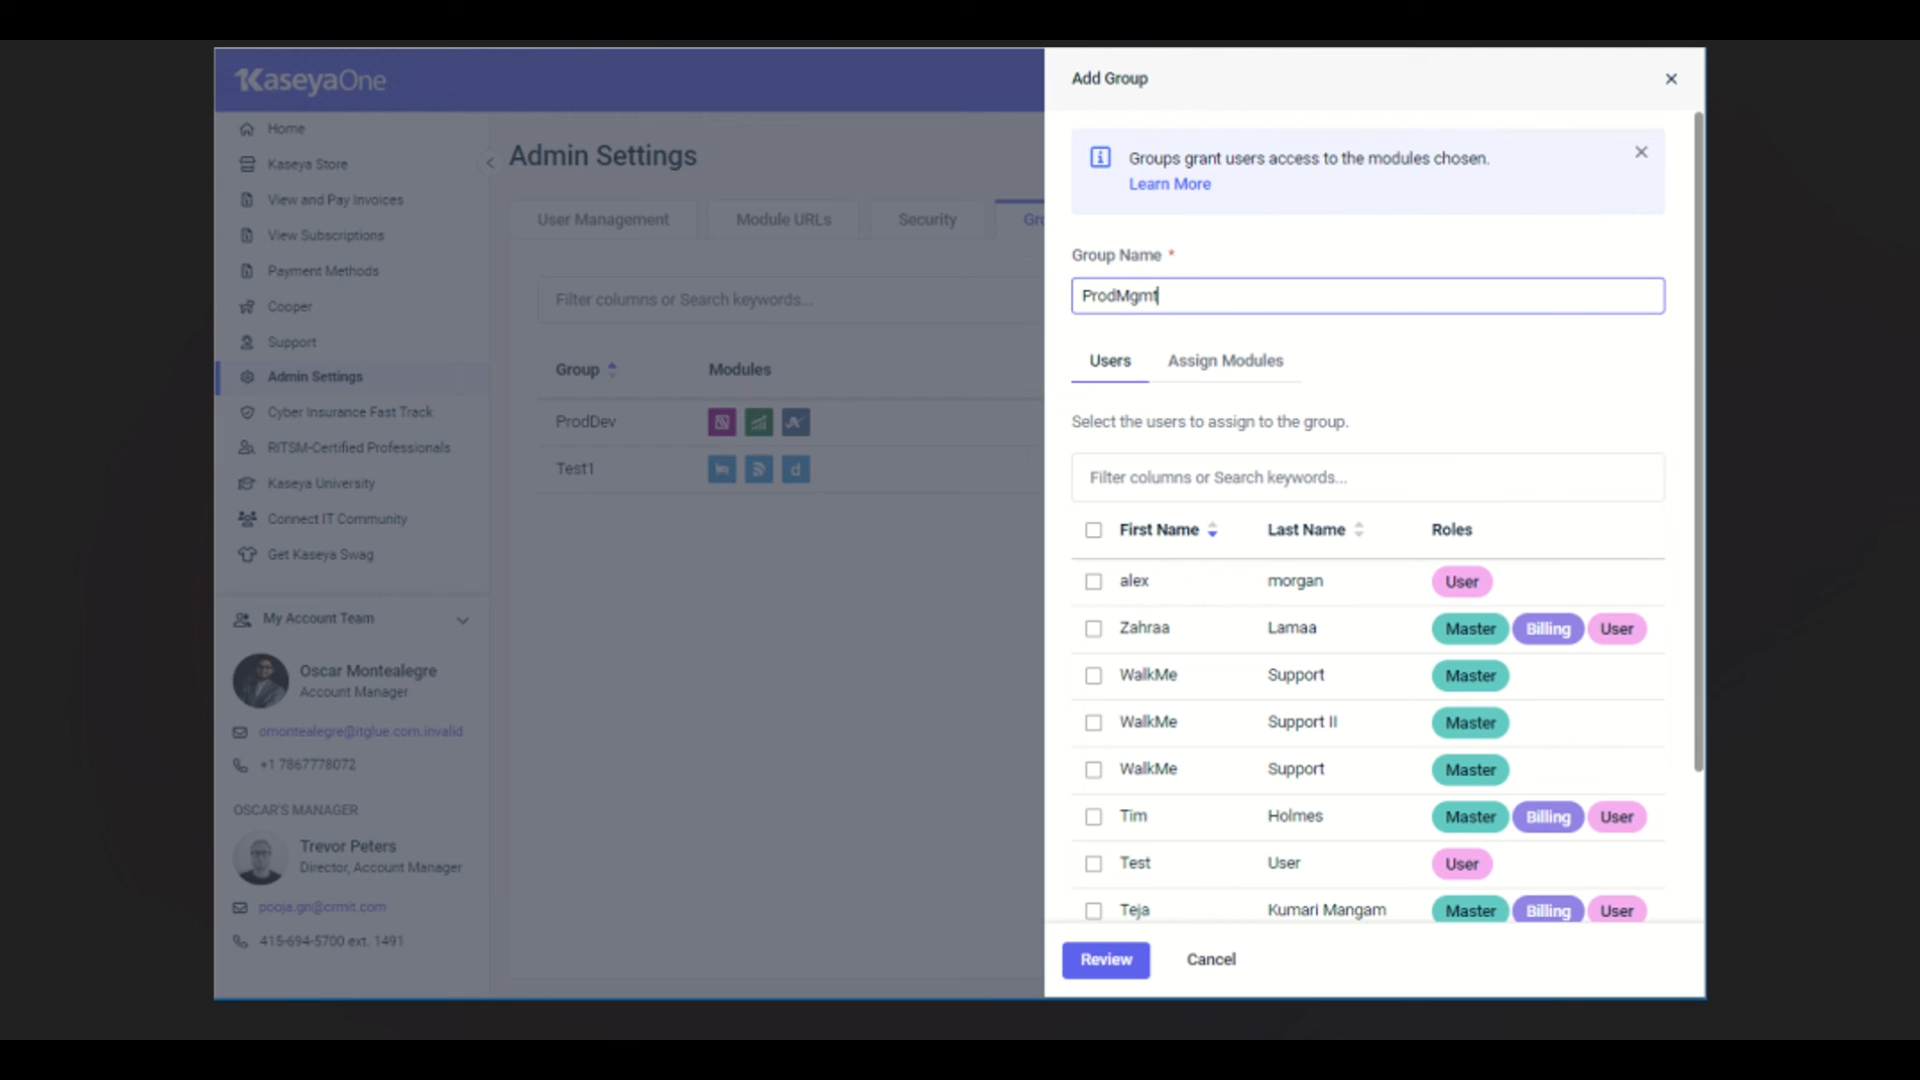 KaseyaOne
Home
Kaseya Store
View and Pay Invoices
View Subscriptions
Payment Methods
Cooper
Support
Admin Settings
Cyber Insurance Fast Track
RITSM-Certified Professionals
Kaseya University
Connect IT Community
Get Kaseya Swag
My Account Team
Oscar Montealegre
Account Manager
omontealegre@itglue.com.invalid
+1 7867778072
OSCAR'S MANAGER
Trevor Peters
Director, Account Manager
pooja.gn@crmit.com
415-694-5700 ext. 1491
Admin Settings
User Management Module URLs Security Gro
Filter columns or Search keywords...
Group Modules
ProdDev
Test1 d
Add Group
Groups grant users access to the modules chosen.
Learn More
Group Name *
ProdMgmt
Users Assign Modules
Select the users to assign to the group.
Filter columns or Search keywords...
First Name Last Name Roles
alex morgan User
Zahraa Lamaa Master Billing User
WalkMe Support Master
WalkMe Support II Master
WalkMe Support Master
Tim Holmes Master Billing User
Test User User
Teja Kumari Mangam Master Billing User
Review Cancel